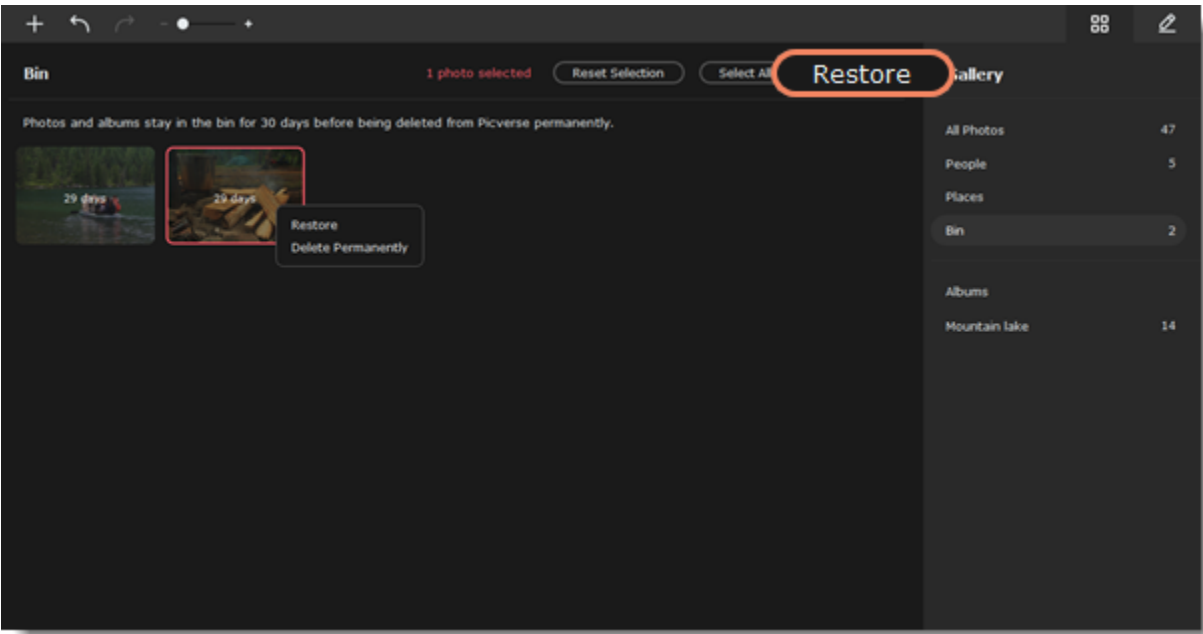 Bin
1 photo selected
Reset Selection
Select All
Restore
Gallery
Photos and albums stay in the bin for 30 days before being deleted from Picverse permanently.
29 days
29 days
Restore
Delete Permanently
All Photos 47
People 5
Places
Bin 2
Albums
Mountain lake 14